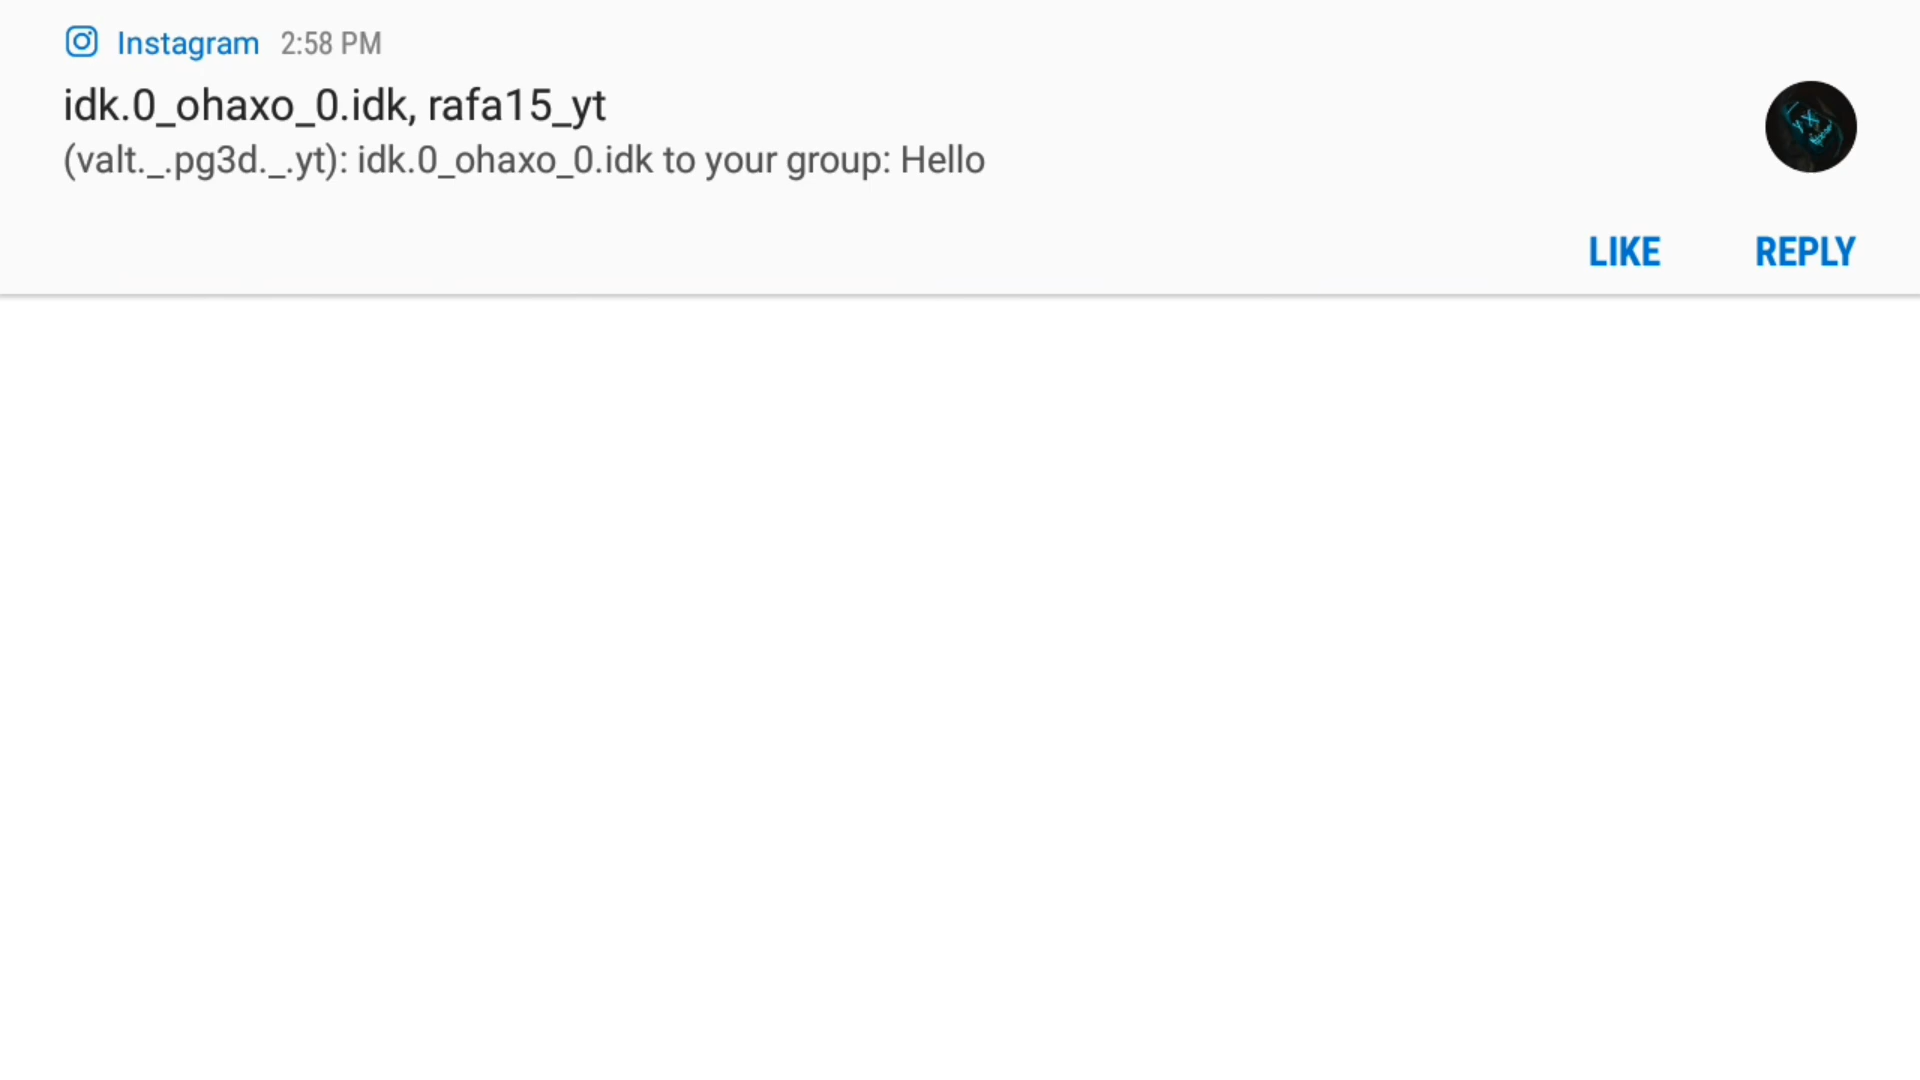 Instagram 2:58 PM
idk.0_ohaxo_0.idk, rafa15_yt
(valt._.pg3d._.yt): idk.0_ohaxo_0.idk to your group: Hello
LIKE REPLY